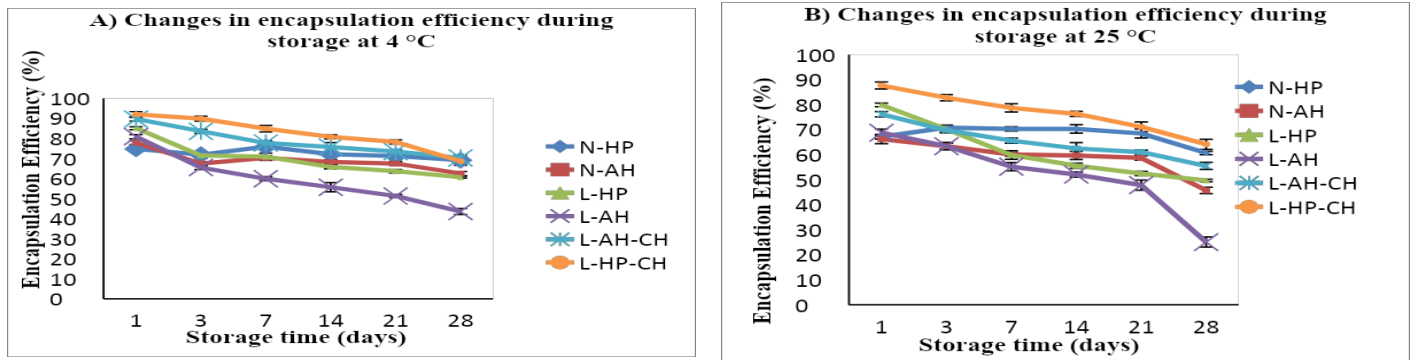 A) Changes in encapsulation efficiency during
storage at 4 °C
Encapsulation Efficiency (%)
100
90
80
70
60
50
40
30
20
10
0
1 3 7 14 21 28
Storage time (days)
N-HP
N-AH
L-HP
L-AH
L-AH-CH
L-HP-CH
B) Changes in encapsulation efficiency during
storage at 25 °C
Encapsulation Efficiency (%)
100
90
80
70
60
50
40
30
20
10
0
1 3 7 14 21 28
Storage time (days)
N-HP
N-AH
L-HP
L-AH
L-AH-CH
L-HP-CH